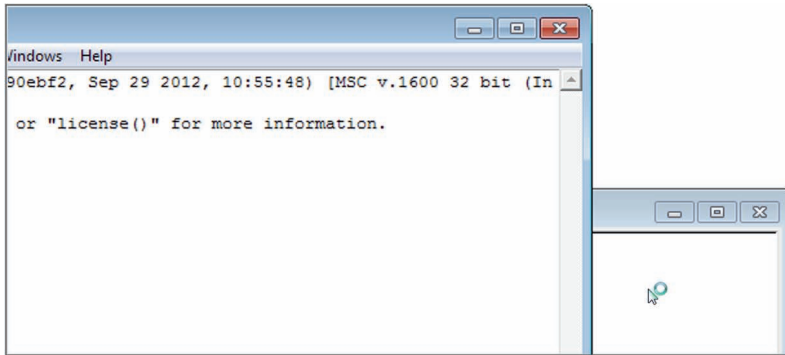 Windows Help
90ebf2, Sep 29 2012, 10:55:48) [MSC v.1600 32 bit (In
or "license()" for more information.